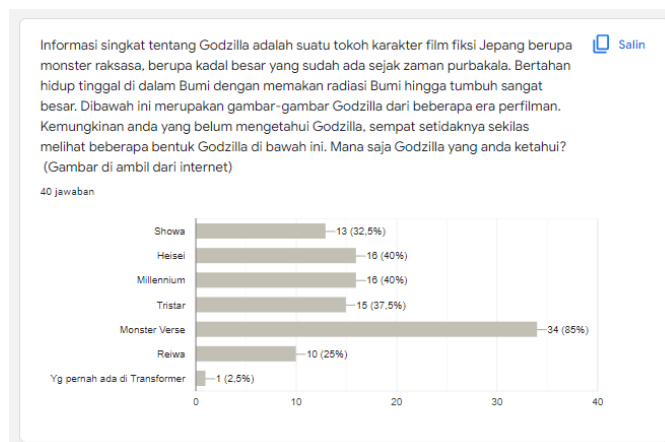 Informasi singkat tentang Godzilla adalah suatu tokoh karakter film fiksi Jepang berupa
monster raksasa, berupa kadal besar yang sudah ada sejak zaman purbakala. Bertahan
hidup tinggal di dalam Bumi dengan memakan radiasi Bumi hingga tumbuh sangat
besar. Dibawah ini merupakan gambar-gambar Godzilla dari beberapa era perfilman.
Kemungkinan anda yang belum mengetahui Godzilla, sempat setidaknya sekilas
melihat beberapa bentuk Godzilla di bawah ini. Mana saja Godzilla yang anda ketahui?
(Gambar di ambil dari internet)
Salin
40 jawaban
Showa 13 (32,5%)
Heisei 16 (40%)
Millennium 16 (40%)
Tristar 15 (37,5%)
Monster Verse 34 (85%)
Reiwa 10 (25%)
Yg pernah ada di Transformer 1 (2,5%)
0 10 20 30 40